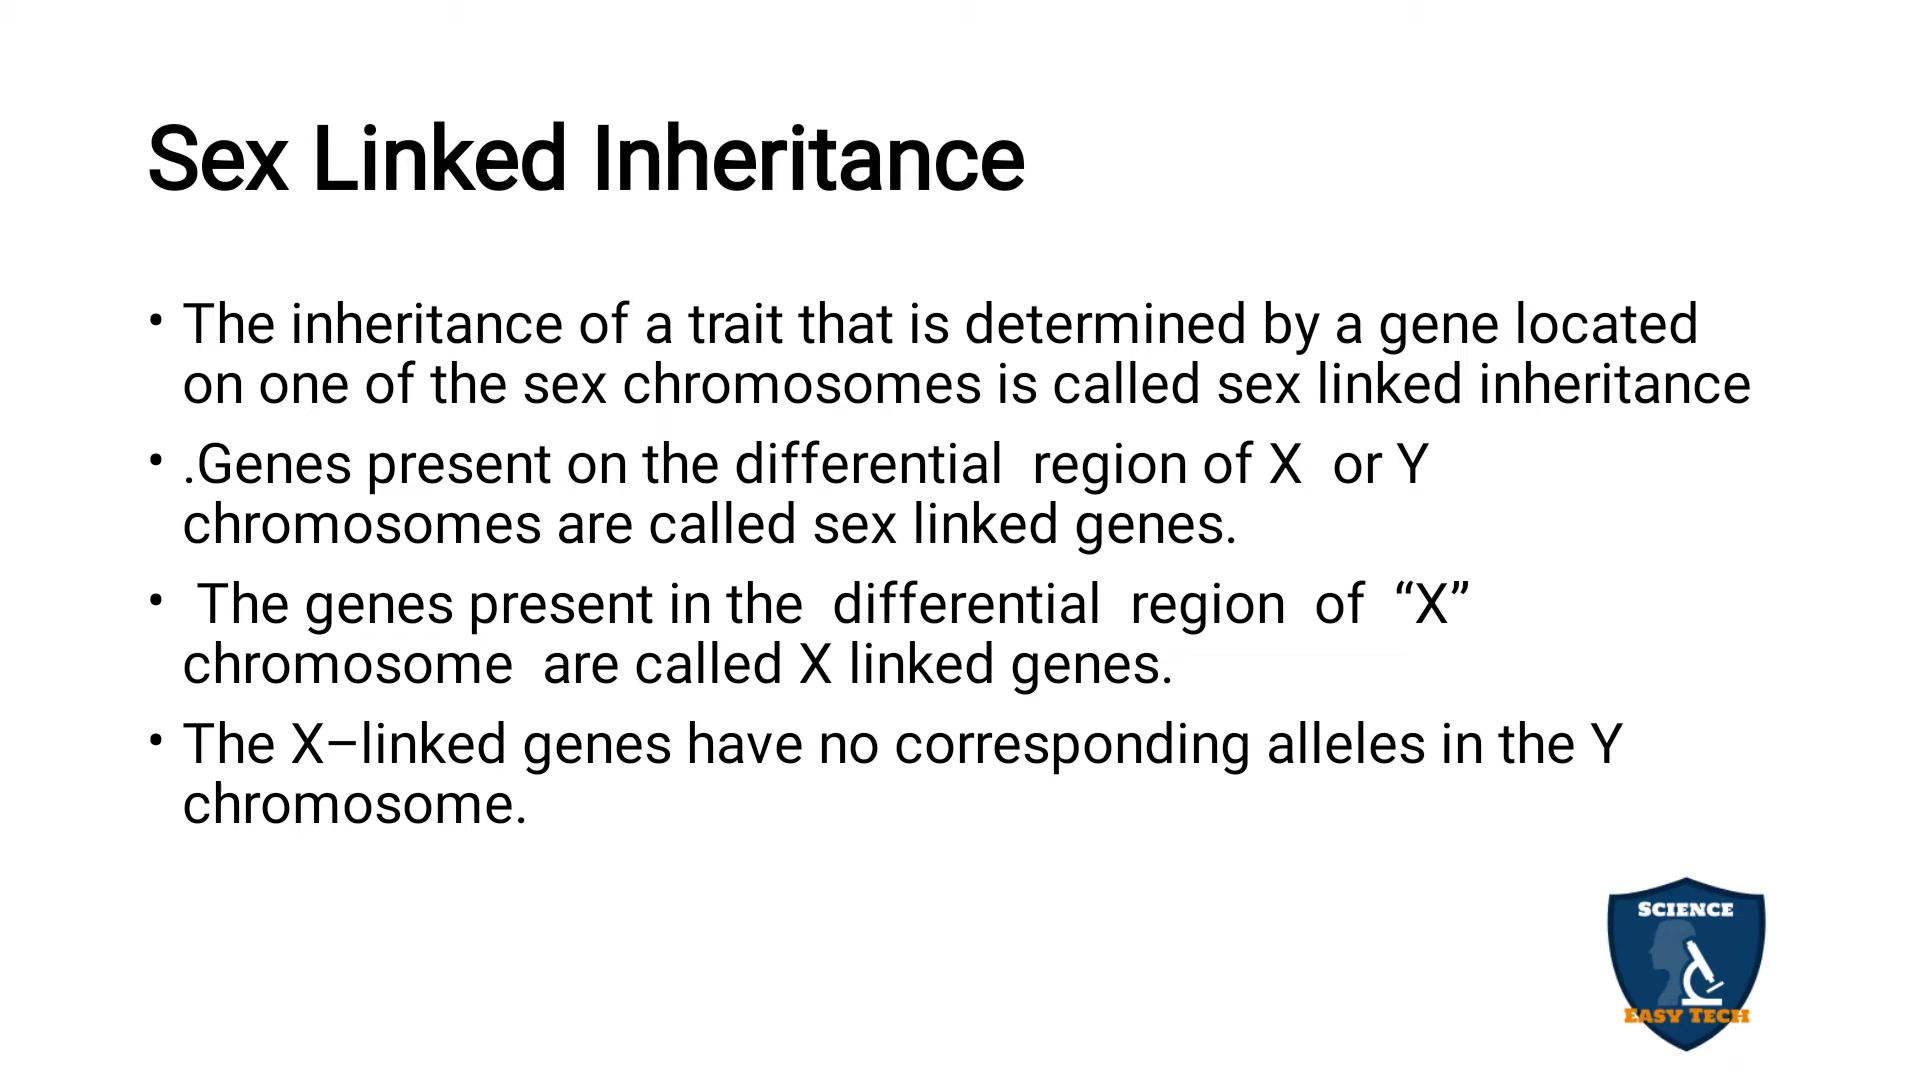 Sex Linked Inheritance
• The inheritance of a trait that is determined by a gene located
on one of the sex chromosomes is called sex linked inheritance
• .Genes present on the differential  region of X  or Y
chromosomes are called sex linked genes.
•  The genes present in the  differential  region  of  “X”
chromosome  are called X linked genes.
• The X–linked genes have no corresponding alleles in the Y
chromosome.
SCIENCE
EASY TECH